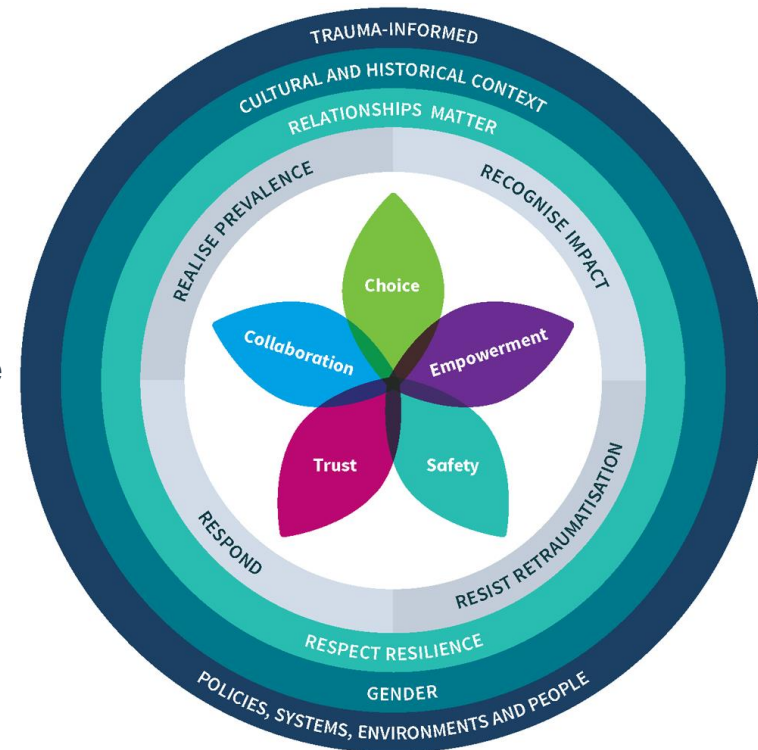 TRAUMA-INFORMED
CULTURAL AND HISTORICAL CONTEXT
RELATIONSHIPS MATTER
REALISE PREVALENCE
RECOGNISE IMPACT
Choice
Collaboration
Empowerment
Trust
Safety
RESPOND
RESIST RETRAUMATISATION
RESPECT RESILIENCE
GENDER
POLICIES, SYSTEMS, ENVIRONMENTS AND PEOPLE